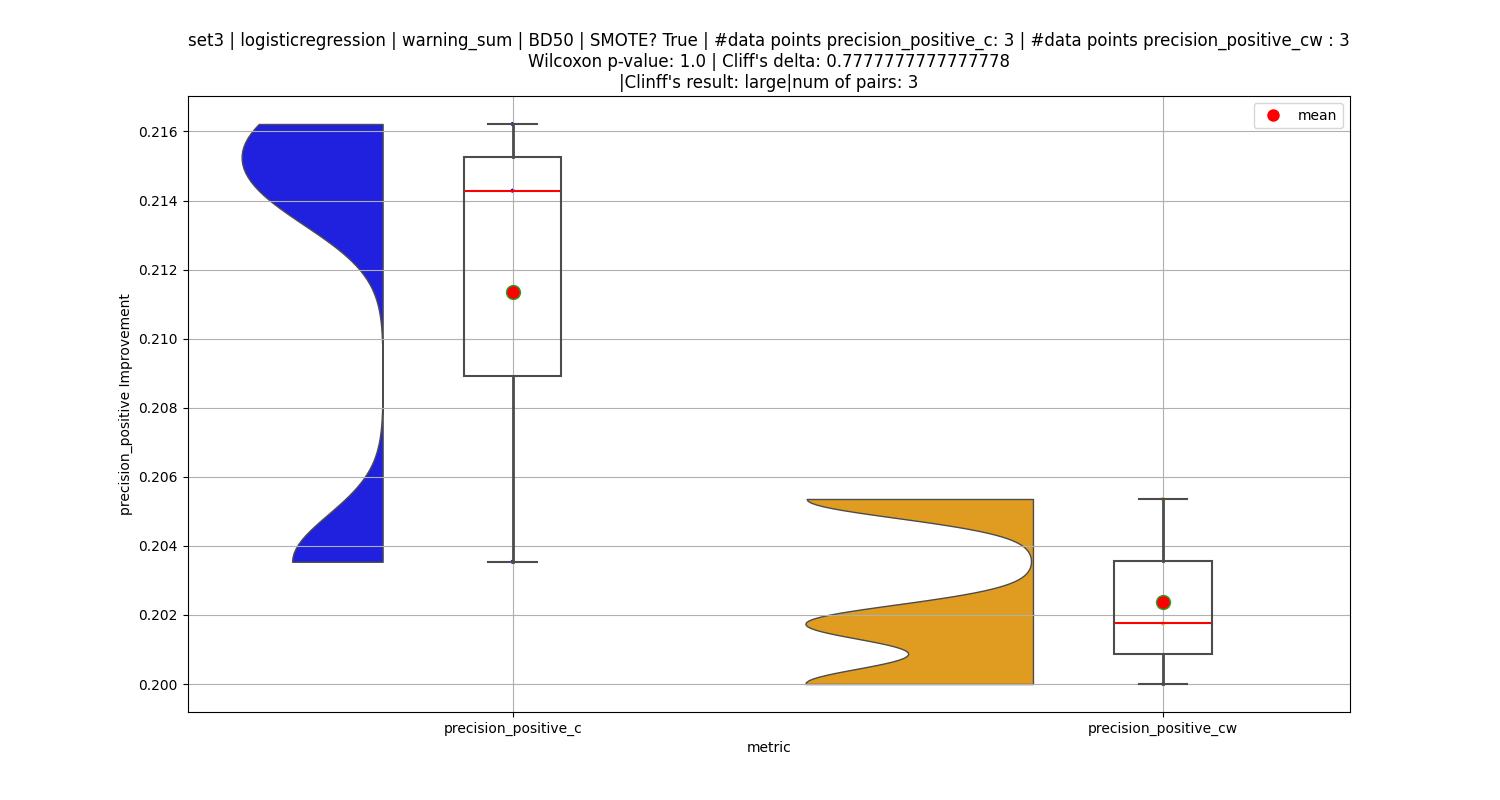 set3 | logisticregression | warning_sum | BD50 | SMOTE? True | #data points precision_positive_c: 3 | #data points precision_positive_cw : 3
Wilcoxon p-value: 1.0 | Cliff's delta: 0.7777777777777778
|Clinff's result: large|num of pairs: 3
mean
precision_positive Improvement
0.216
0.214
0.212
0.210
0.208
0.206
0.204
0.202
0.200
precision_positive_c
precision_positive_cw
metric